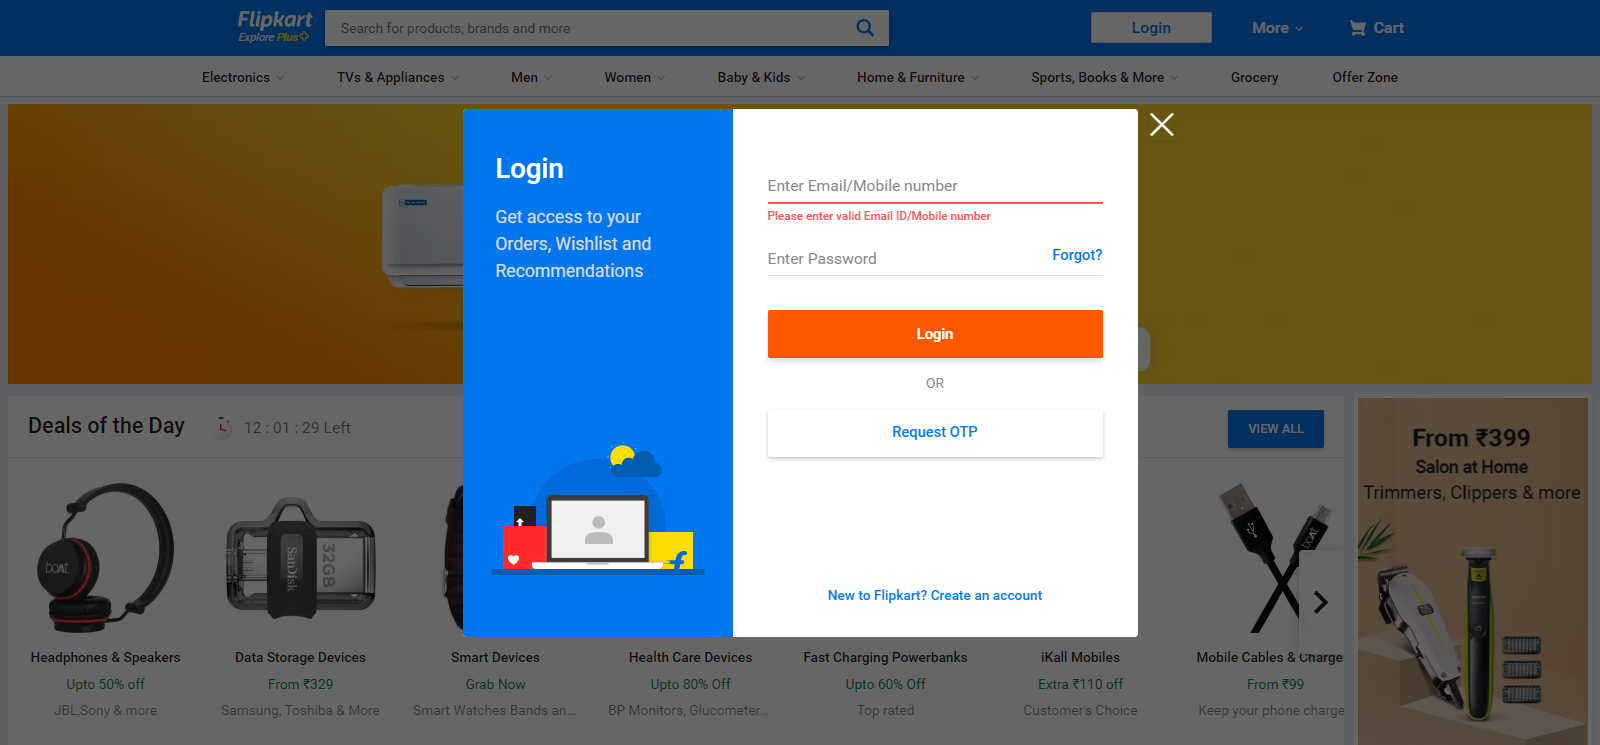 Flipkart
Explore Plus
Search for products, brands and more
Login
More
Cart
Electronics
TVs & Appliances
Men
Women
Baby & Kids
Home & Furniture
Sports, Books & More
Grocery
Offer Zone
Login
Get access to your
Orders, Wishlist and
Recommendations
Enter Email/Mobile number
Please enter valid Email ID/Mobile number
Enter Password
Forgot?
Login
OR
Request OTP
New to Flipkart? Create an account
Deals of the Day
12 : 01 : 29 Left
VIEW ALL
boAt
SanDisk
32GB
boAt
Headphones & Speakers
Upto 50% off
JBL,Sony & more
Data Storage Devices
From ₹329
Samsung, Toshiba & More
Smart Devices
Grab Now
Smart Watches Bands an...
Health Care Devices
Upto 80% Off
BP Monitors, Glucometer...
Fast Charging Powerbanks
Upto 60% Off
Top rated
iKall Mobiles
Extra ₹110 off
Customer's Choice
Mobile Cables & Charge
From ₹99
Keep your phone charge
From ₹399
Salon at Home
Trimmers, Clippers & more